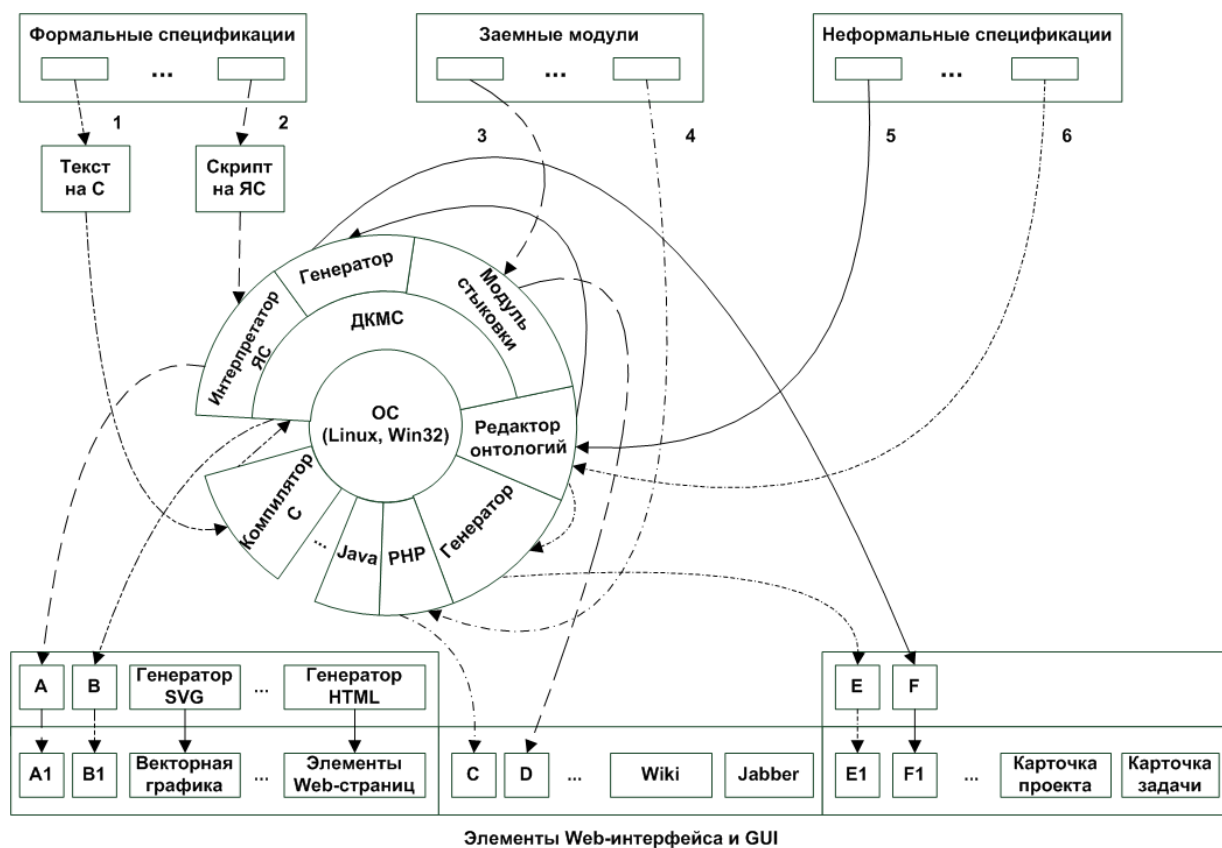 Формальные спецификации
...
Заемные модули
...
Неформальные спецификации
...
1
2
3
4
5
6
Текст
на С
Скрипт
на ЯС
Генератор
Модуль
стыковки
Интерпретатор
ЯС
ДКМС
ОС
(Linux, Win32)
Редактор
онтологий
Компилятор
С
...
Java
PHP
Генератор
A
B
Генератор
SVG
...
Генератор
HTML
E
F
A1
B1
Векторная
графика
...
Элементы
Web-страниц
C
D
...
Wiki
Jabber
E1
F1
...
Карточка
проекта
Карточка
задачи
Элементы Web-интерфейса и GUI